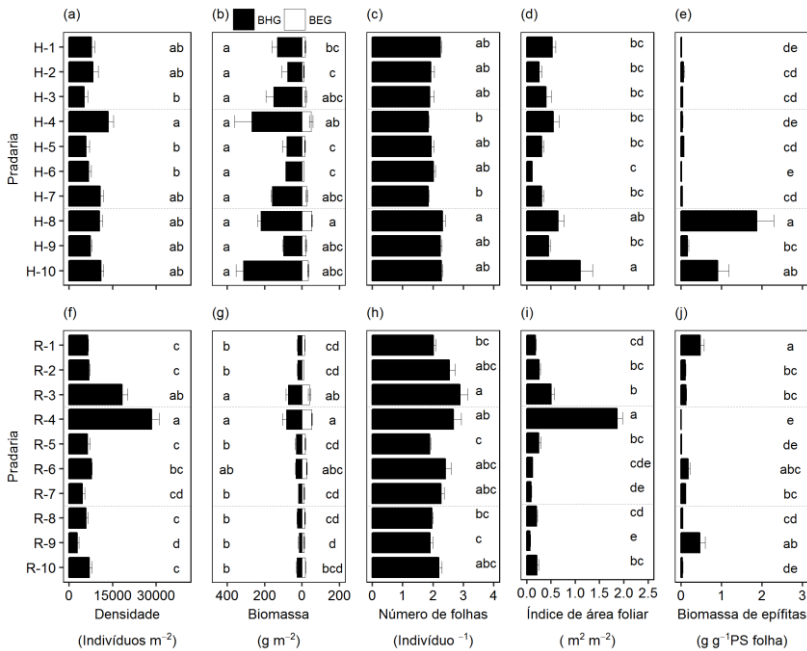 (a) (b) BHG BEG (c) (d) (e)
H-1 ab a bc ab bc de
H-2 ab a c ab bc cd
H-3 b a abc ab bc cd
H-4 a a ab b bc de
H-5 b a c ab bc cd
H-6 b a c ab c e
H-7 ab a abc b bc cd
H-8 ab a a a ab a
H-9 ab a abc ab bc bc
H-10 ab a abc ab a ab
Pradaria
(f) (g) (h) (i) (j)
R-1 c b cd bc cd a
R-2 c b cd abc bc bc
R-3 ab a ab a b bc
R-4 a a a ab a e
R-5 c b cd c bc de
R-6 bc ab abc abc cde abc
R-7 cd b cd abc de bc
R-8 c b cd bc cd cd
R-9 d b d c e ab
R-10 c b bcd abc bc de
Pradaria
0 15000 30000 400 200 0 200 0 1 2 3 4 0.0 0.5 1.0 1.5 2.0 2.5 0 1 2 3
Densidade Biomassa Número de folhas Índice de área foliar Biomassa de epífitas
(Indivíduos m⁻²) (g m⁻²) (Indivíduo ⁻¹) ( m² m⁻²) (g g⁻¹PS folha)